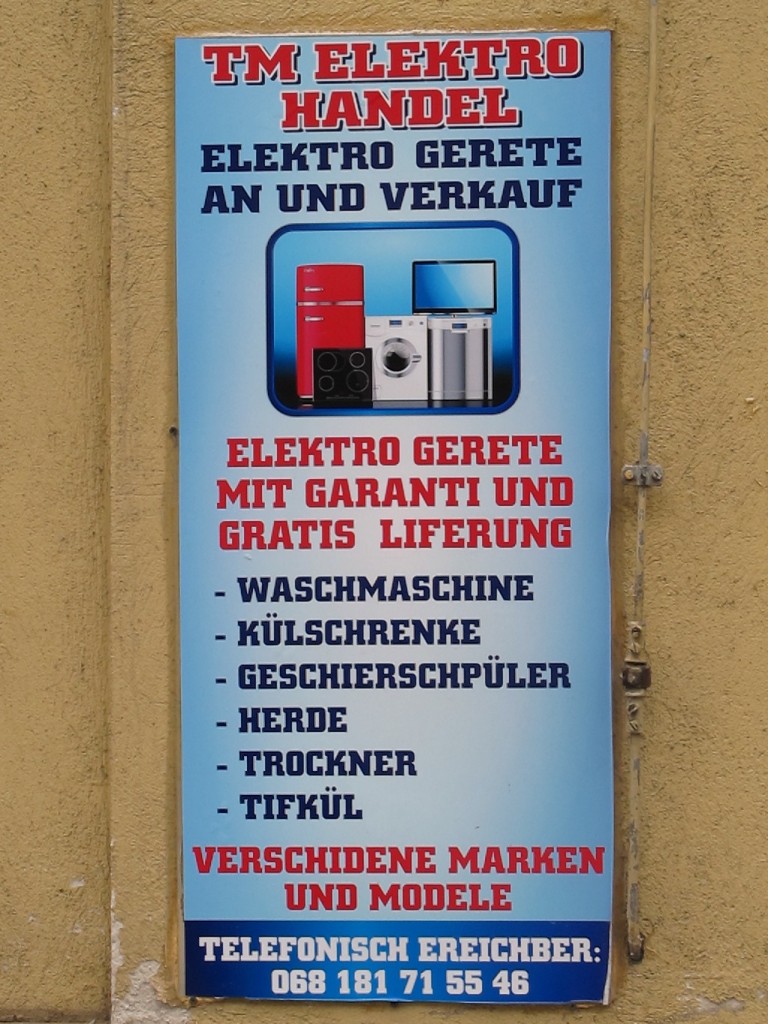 TM ELEKTRO
HANDEL
ELEKTRO GERETE
AN UND VERKAUF
ELEKTRO GERETE
MIT GARANTI UND
GRATIS LIFERUNG
- WASCHMASCHINE
- KÜLSCHRENKE
- GESCHIERSCHPÜLER
- HERDE
- TROCKNER
- TIFKÜL
VERSCHIDENE MARKEN
UND MODELE
TELEFONISCH EREICHBER:
068 181 71 55 46